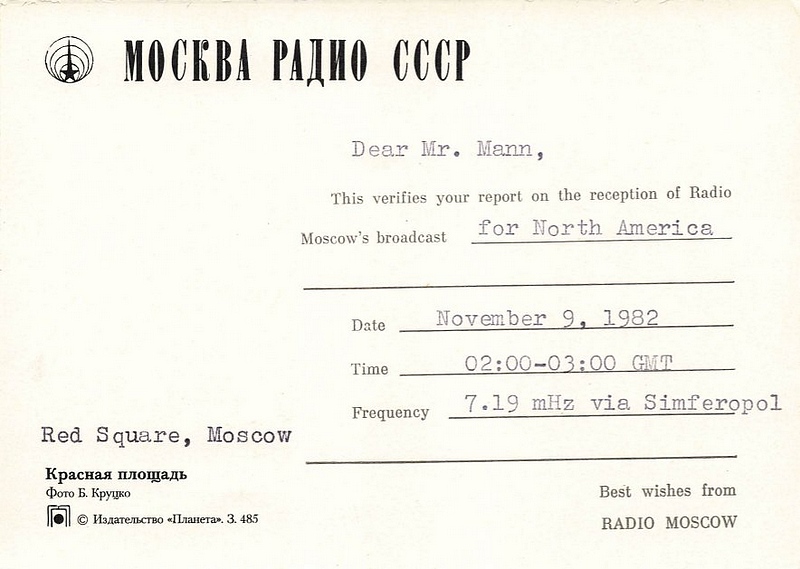 МОСКВА РАДИО СССР
Dear Mr. Mann,
This verifies your report on the reception of Radio
Moscow's broadcast for North America
Date November 9, 1982
Time 02:00-03:00 GMT
Frequency 7.19 mHz via Simferopol
Red Square, Moscow
Красная площадь
Фото Б. Круцко
© Издательство «Планета». З. 485
Best wishes from
RADIO MOSCOW